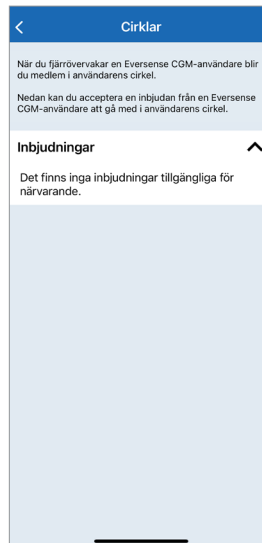 Cirklar
När du fjärrövervakar en Eversense CGM-användare blir
du medlem i användarens cirkel.
Nedan kan du acceptera en inbjudan från en Eversense
CGM-användare att gå med i användarens cirkel.
Inbjudningar
Det finns inga inbjudningar tillgängliga för
närvarande.